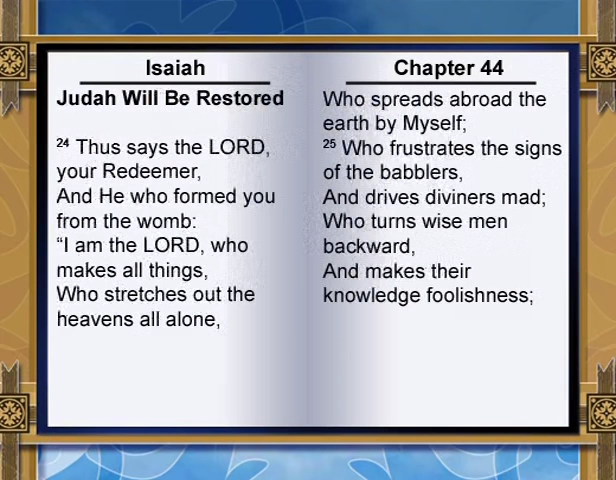 Isaiah
Judah Will Be Restored
24 Thus says the LORD,
your Redeemer,
And He who formed you
from the womb:
“I am the LORD, who
makes all things,
Who stretches out the
heavens all alone,
Chapter 44
Who spreads abroad the
earth by Myself;
25 Who frustrates the signs
of the babblers,
And drives diviners mad;
Who turns wise men
backward,
And makes their
knowledge foolishness;